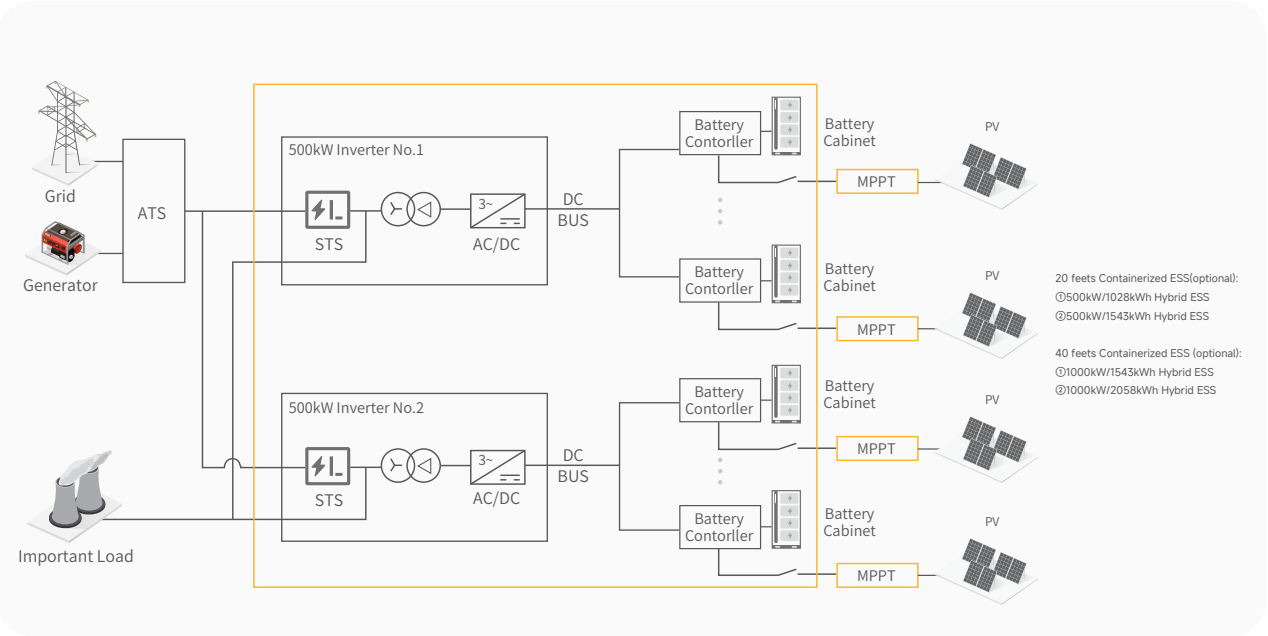 Grid
Generator
ATS
Important Load
500kW Inverter No.1
STS
3~
AC/DC
DC
BUS
500kW Inverter No.2
STS
3~
AC/DC
DC
BUS
Battery
Contorller
Battery
Cabinet
MPPT
PV
Battery
Contorller
Battery
Cabinet
MPPT
PV
Battery
Contorller
Battery
Cabinet
MPPT
PV
Battery
Contorller
Battery
Cabinet
MPPT
PV
20 feets Containerized ESS(optional):
①500kW/1028kWh Hybrid ESS
②500kW/1543kWh Hybrid ESS
40 feets Containerized ESS (optional):
①1000kW/1543kWh Hybrid ESS
②1000kW/2058kWh Hybrid ESS